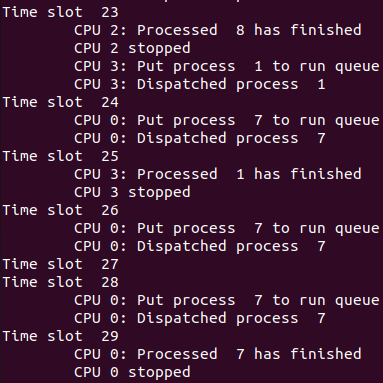 Time slot  23
        CPU 2: Processed  8 has finished
        CPU 2 stopped
        CPU 3: Put process  1 to run queue
        CPU 3: Dispatched process  1
Time slot  24
        CPU 0: Put process  7 to run queue
        CPU 0: Dispatched process  7
Time slot  25
        CPU 3: Processed  1 has finished
        CPU 3 stopped
Time slot  26
        CPU 0: Put process  7 to run queue
        CPU 0: Dispatched process  7
Time slot  27
Time slot  28
        CPU 0: Put process  7 to run queue
        CPU 0: Dispatched process  7
Time slot  29
        CPU 0: Processed  7 has finished
        CPU 0 stopped